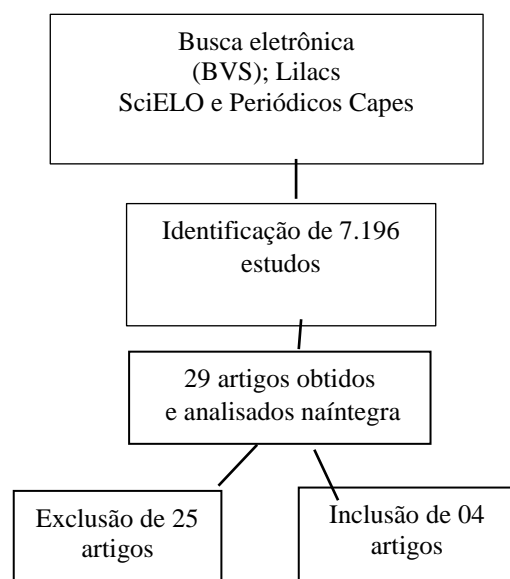 Busca eletrônica
(BVS); Lilacs
SciELO e Periódicos Capes
Identificação de 7.196
estudos
29 artigos obtidos
e analisados naíntegra
Exclusão de 25
artigos
Inclusão de 04
artigos